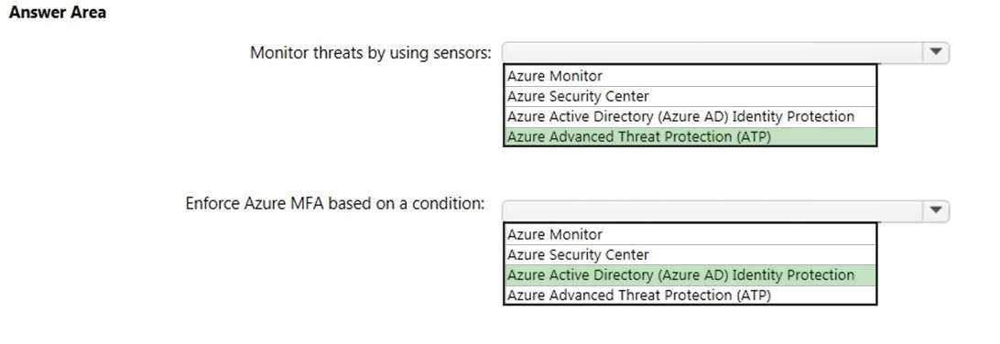 Answer Area
Monitor threats by using sensors:
Azure Monitor
Azure Security Center
Azure Active Directory (Azure AD) Identity Protection
Azure Advanced Threat Protection (ATP)
Enforce Azure MFA based on a condition:
Azure Monitor
Azure Security Center
Azure Active Directory (Azure AD) Identity Protection
Azure Advanced Threat Protection (ATP)